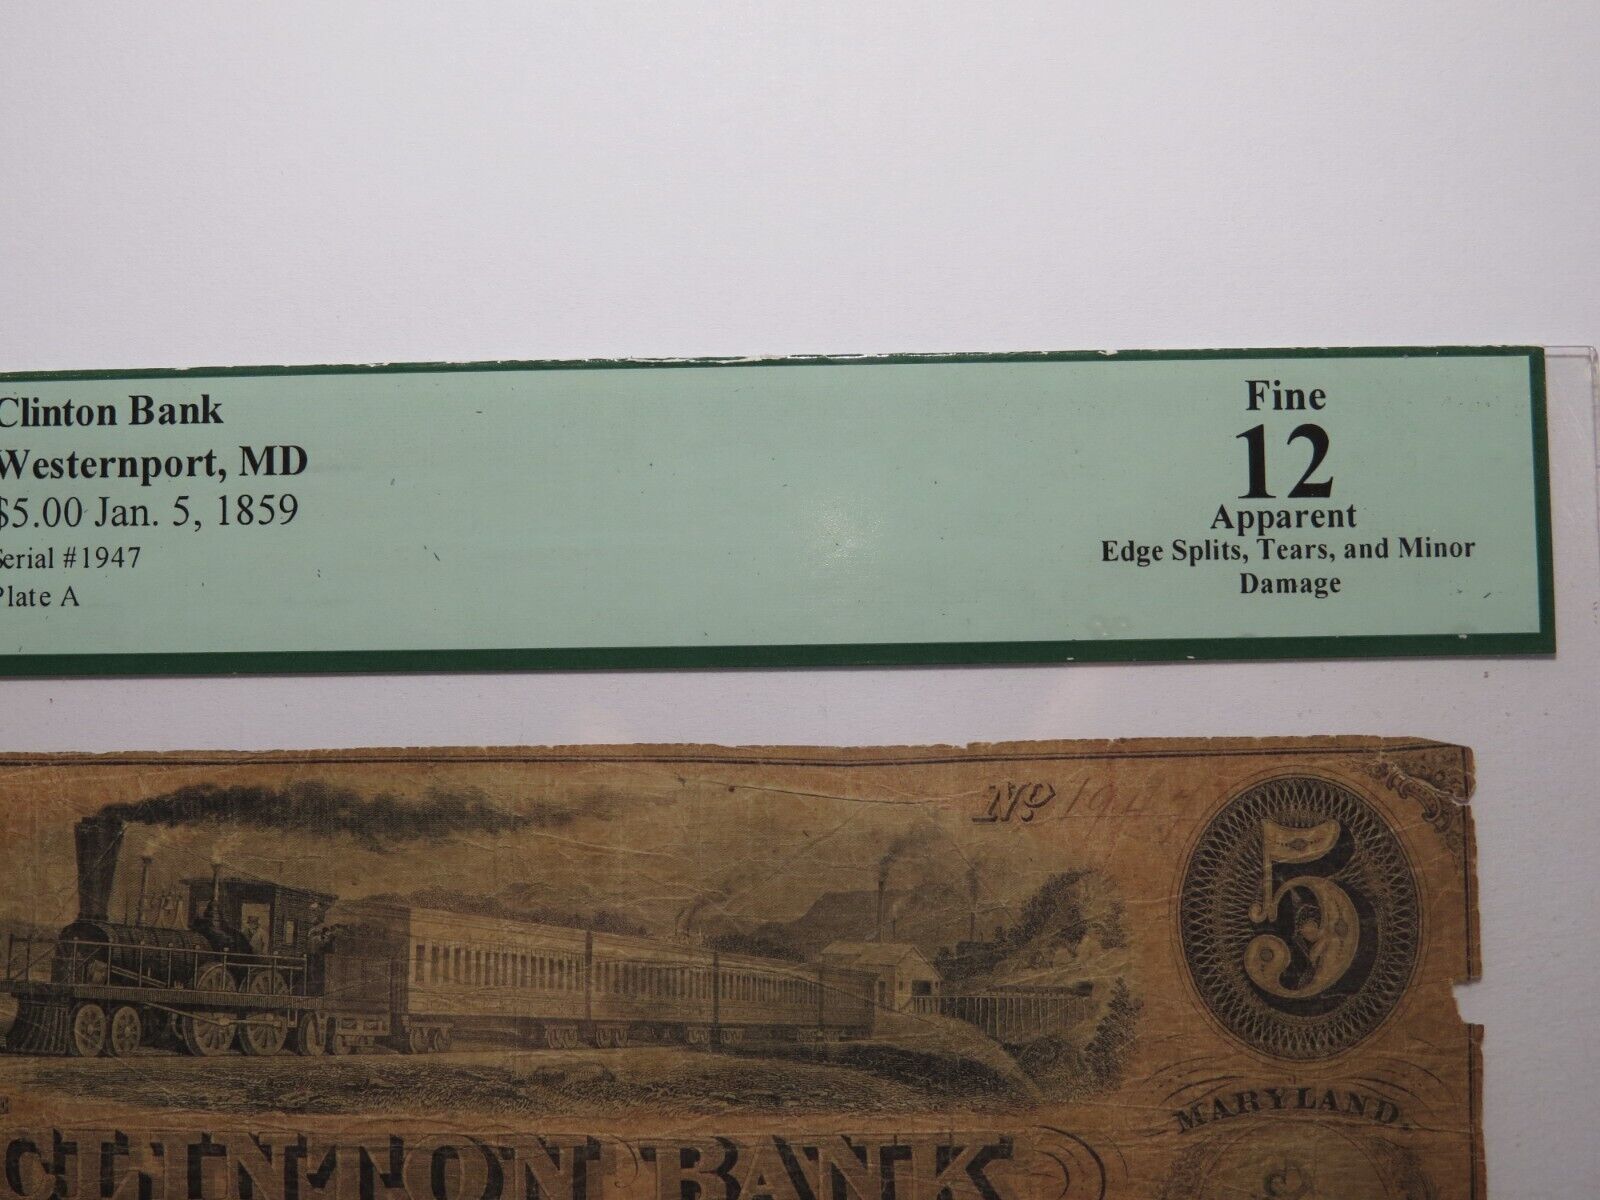 Clinton Bank
Westernport, MD
$5.00 Jan. 5, 1859
Serial #1947
Plate A
Fine
12
Apparent
Edge Splits, Tears, and Minor
Damage
No 1947
5
MARYLAND.
CLINTON BANK